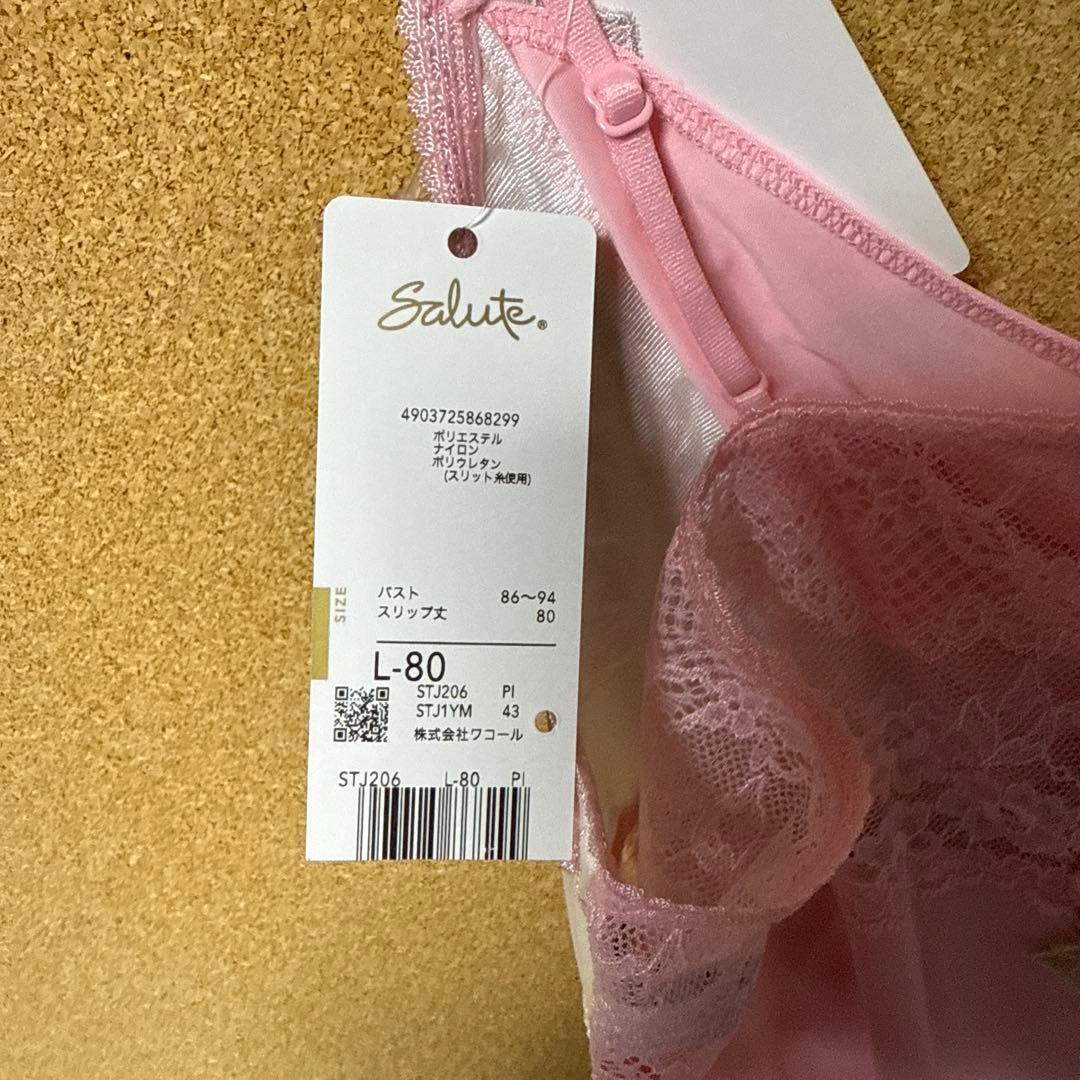 Salute®
4903725868299
ポリエステル
ナイロン
ポリウレタン
(スリット糸使用)
SIZE
バスト 86～94
スリップ丈 80
L-80
STJ206 PI
STJ1YM 43
株式会社ワコール
STJ206 L-80 PI